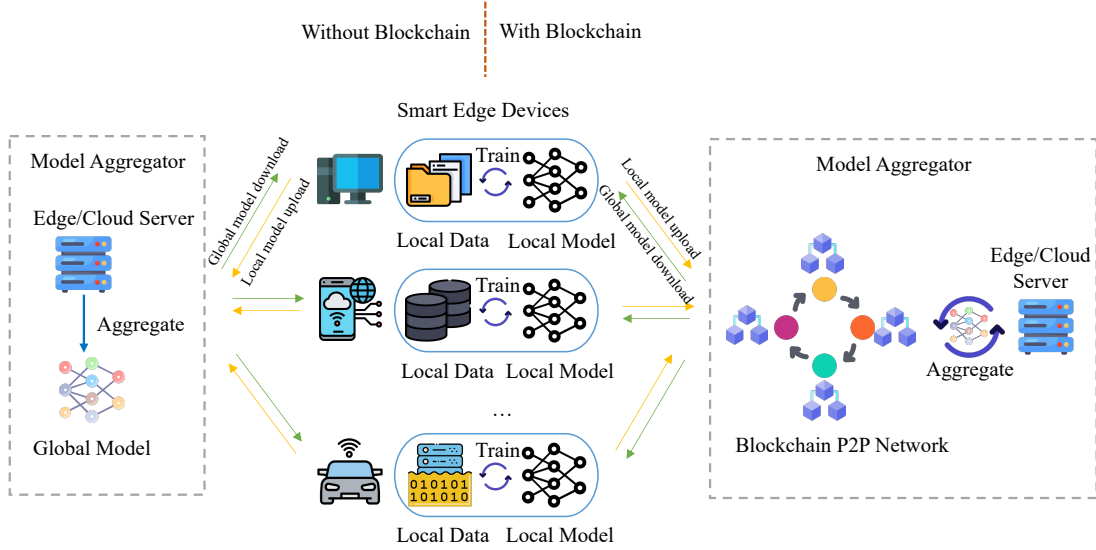 Without Blockchain
With Blockchain
Smart Edge Devices
Model Aggregator
Edge/Cloud Server
Aggregate
Global Model
Global model download
Local model upload
Train
Local Data
Local Model
Train
Local Data
Local Model
...
Train
010101
101010
Local Data
Local Model
Local model upload
Global model download
Model Aggregator
Edge/Cloud
Server
Aggregate
Blockchain P2P Network